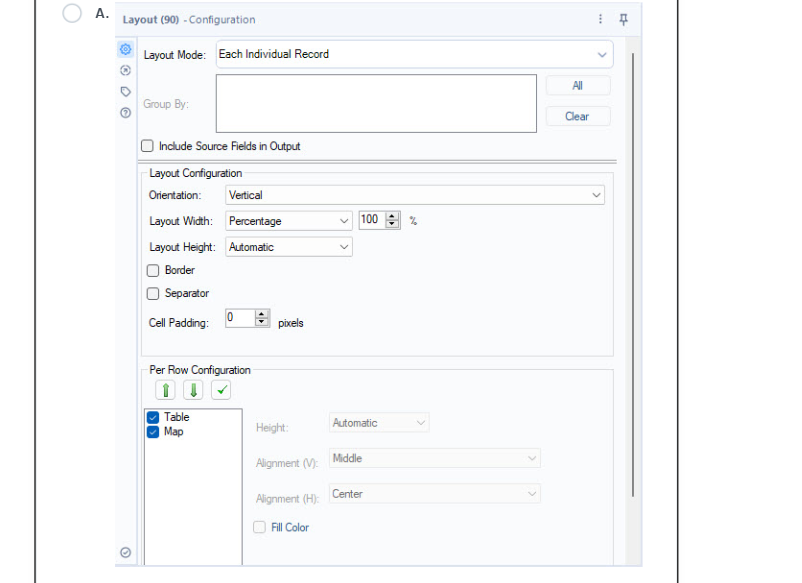 A.
Layout (90) - Configuration
Layout Mode: Each Individual Record
Group By:
All
Clear
Include Source Fields in Output
Layout Configuration
Orientation: Vertical
Layout Width: Percentage 100 %
Layout Height: Automatic
Border
Separator
Cell Padding: 0 pixels
Per Row Configuration
Table
Map
Height: Automatic
Alignment (V): Middle
Alignment (H): Center
Fill Color